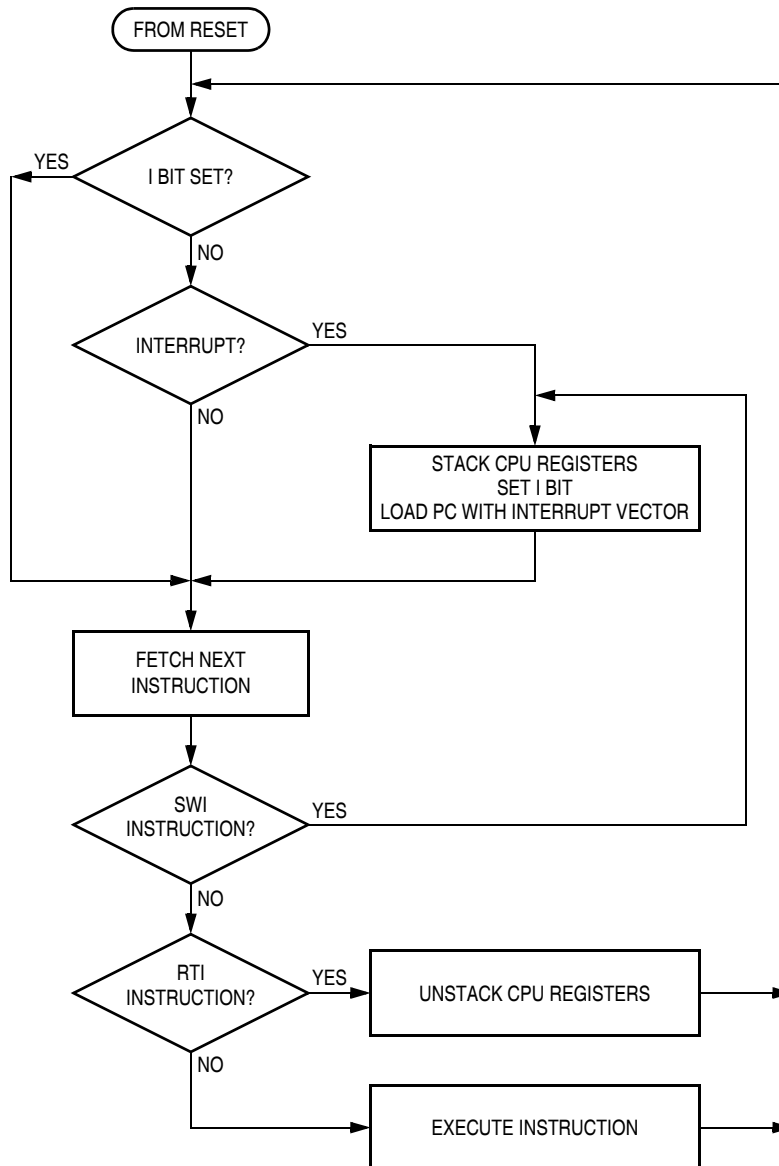 FROM RESET
YES
I BIT SET?
NO
INTERRUPT?
YES
NO
STACK CPU REGISTERS
SET I BIT
LOAD PC WITH INTERRUPT VECTOR
FETCH NEXT
INSTRUCTION
SWI
INSTRUCTION?
YES
NO
RTI
INSTRUCTION?
YES
UNSTACK CPU REGISTERS
NO
EXECUTE INSTRUCTION